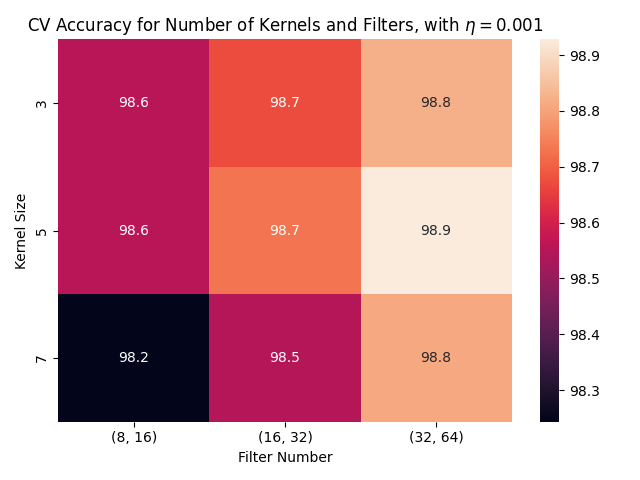 CV Accuracy for Number of Kernels and Filters, with η = 0.001
98.9
3 98.6 98.7 98.8 98.8
98.7
Kernel Size
5 98.6 98.7 98.9 98.6
98.5
7 98.2 98.5 98.8 98.4
98.3
(8, 16) (16, 32) (32, 64)
Filter Number